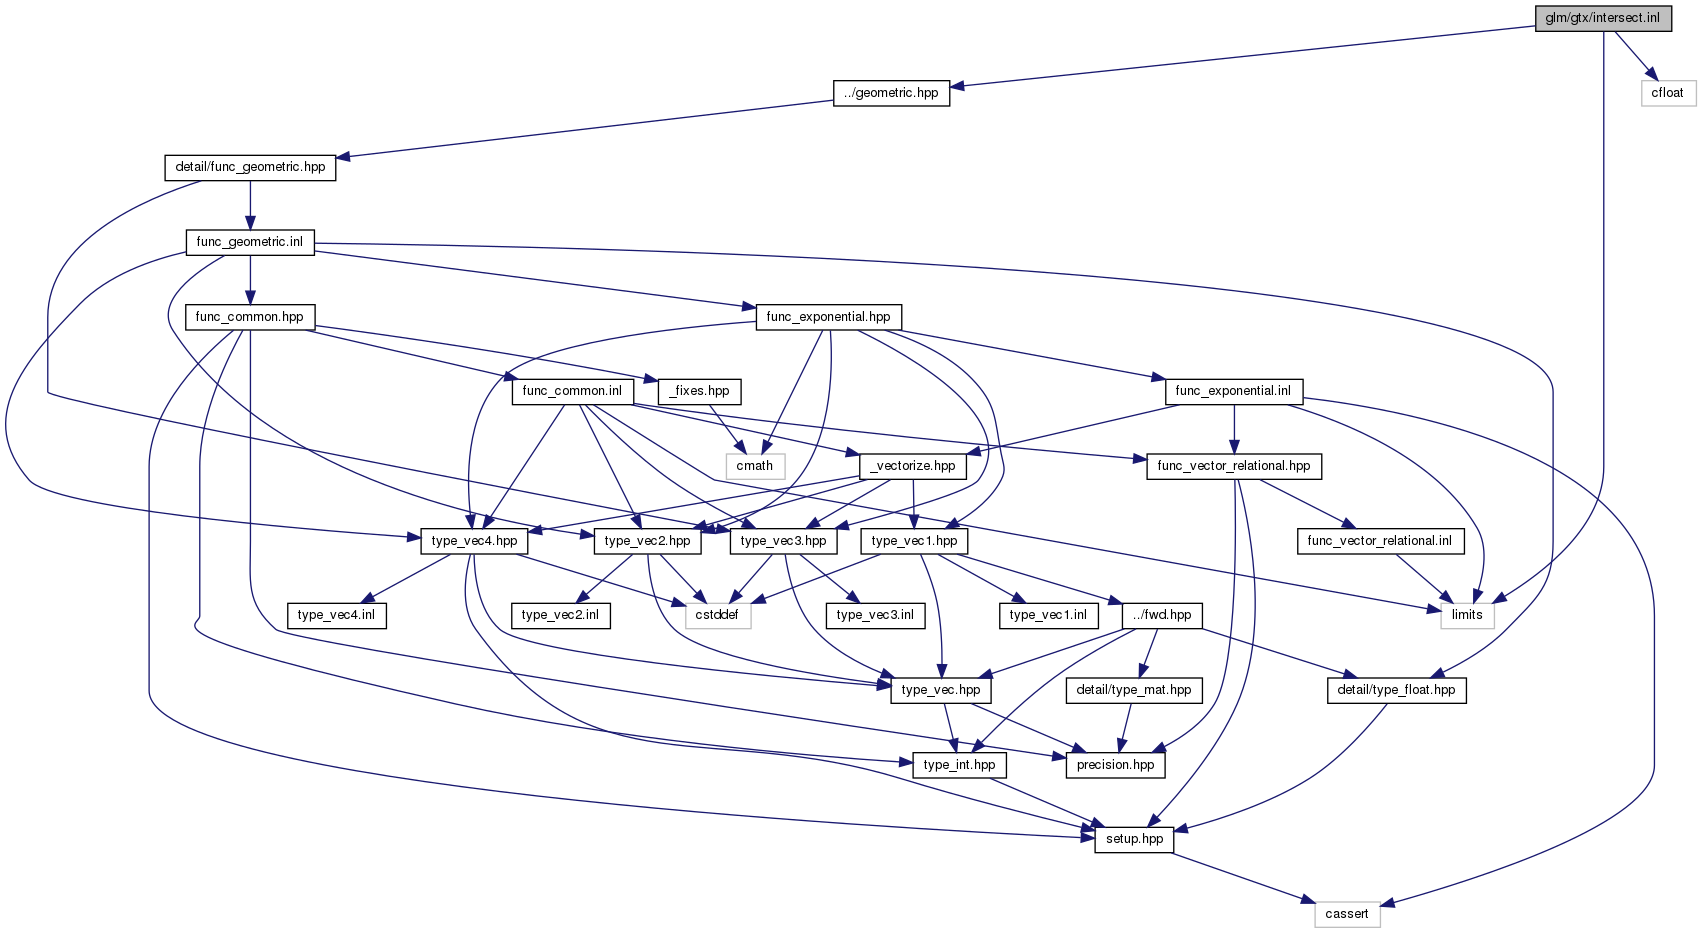 glm/gtx/intersect.inl
../geometric.hpp
cfloat
detail/func_geometric.hpp
func_geometric.inl
func_common.hpp
func_exponential.hpp
func_common.inl
_fixes.hpp
func_exponential.inl
cmath
_vectorize.hpp
func_vector_relational.hpp
type_vec4.hpp
type_vec2.hpp
type_vec3.hpp
type_vec1.hpp
func_vector_relational.inl
type_vec4.inl
type_vec2.inl
cstddef
type_vec3.inl
type_vec1.inl
../fwd.hpp
limits
type_vec.hpp
detail/type_mat.hpp
detail/type_float.hpp
type_int.hpp
precision.hpp
setup.hpp
cassert